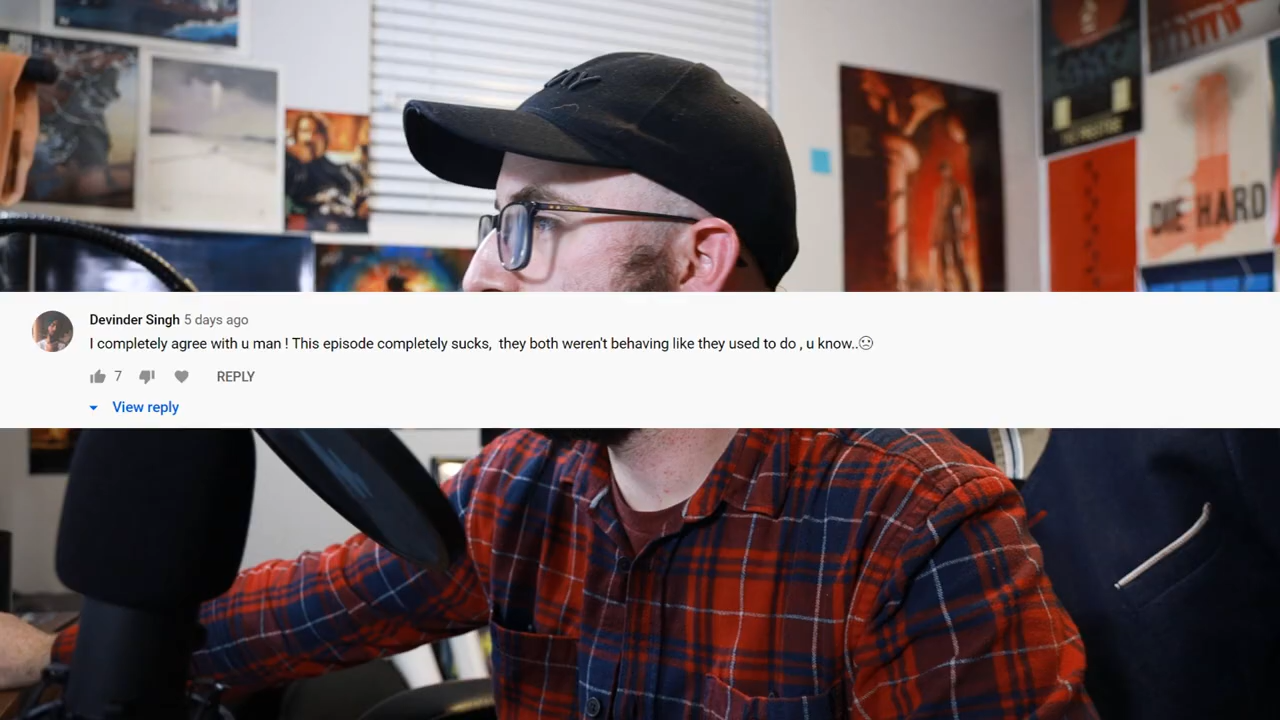 DIE HARD
Devinder Singh 5 days ago
I completely agree with u man ! This episode completely sucks,  they both weren't behaving like they used to do , u know..☹
7
REPLY
View reply